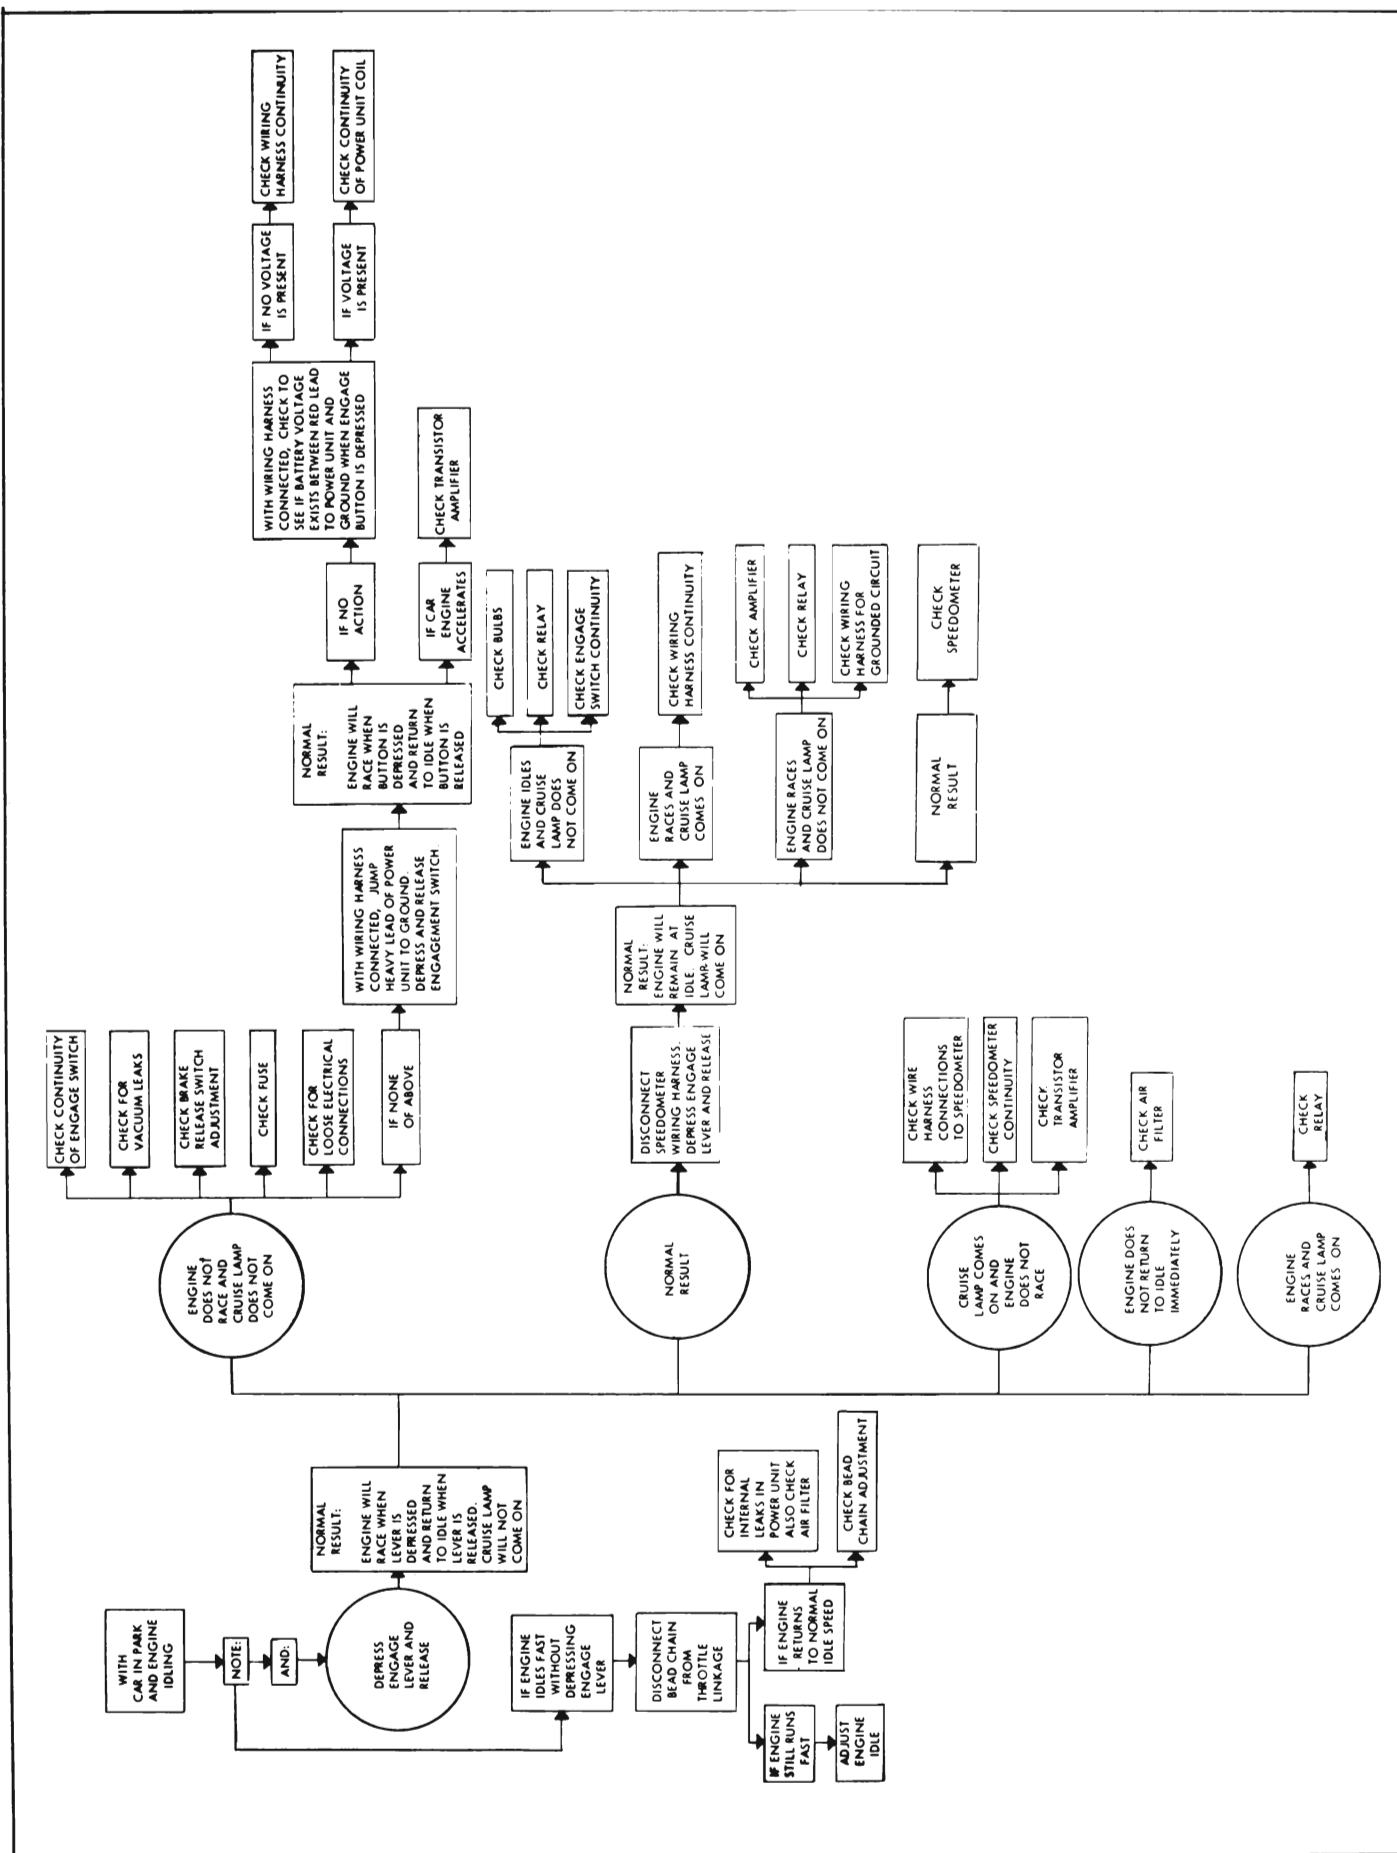 WITH
CAR IN PARK
AND ENGINE
IDLING
NOTE:
AND:
DEPRESS
ENGAGE
LEVER AND
RELEASE
NORMAL
RESULT:
ENGINE WILL
RACE WHEN
LEVER IS
DEPRESSED
AND RETURN
TO IDLE WHEN
LEVER IS
RELEASED.
CRUISE LAMP
WILL NOT
COME ON
IF ENGINE
IDLES FAST
WITHOUT
DEPRESSING
ENGAGE
LEVER
DISCONNECT
BEAD CHAIN
FROM
THROTTLE
LINKAGE
IF ENGINE
STILL RUNS
FAST
ADJUST
ENGINE
IDLE
IF ENGINE
RETURNS
TO NORMAL
IDLE SPEED
CHECK FOR
INTERNAL
LEAKS IN
POWER UNIT
ALSO CHECK
AIR FILTER
CHECK BEAD
CHAIN ADJUSTMENT
ENGINE
DOES NOT
RACE AND
CRUISE LAMP
DOES NOT
COME ON
CHECK CONTINUITY
OF ENGAGE SWITCH
CHECK FOR
VACUUM LEAKS
CHECK BRAKE
RELEASE SWITCH
ADJUSTMENT
CHECK FUSE
CHECK FOR
LOOSE ELECTRICAL
CONNECTIONS
IF NONE
OF ABOVE
WITH WIRING HARNESS
CONNECTED, JUMP
HEAVY LEAD OF POWER
UNIT TO GROUND.
DEPRESS AND RELEASE
ENGAGEMENT SWITCH.
NORMAL
RESULT:
ENGINE WILL
RACE WHEN
BUTTON IS
DEPRESSED
AND RETURN
TO IDLE WHEN
BUTTON IS
RELEASED
IF NO
ACTION
IF CAR
ENGINE
ACCELERATES
WITH WIRING HARNESS
CONNECTED, CHECK TO
SEE IF BATTERY VOLTAGE
EXISTS BETWEEN RED LEAD
TO POWER UNIT AND
GROUND WHEN ENGAGE
BUTTON IS DEPRESSED
CHECK TRANSISTOR
AMPLIFIER
IF NO VOLTAGE
IS PRESENT
IF VOLTAGE
IS PRESENT
CHECK WIRING
HARNESS CONTINUITY
CHECK CONTINUITY
OF POWER UNIT COIL
NORMAL
RESULT
DISCONNECT
SPEEDOMETER
WIRING HARNESS.
DEPRESS ENGAGE
LEVER AND RELEASE
NORMAL
RESULT:
ENGINE WILL
REMAIN AT
IDLE. CRUISE
LAMP WILL
COME ON
ENGINE IDLES
AND CRUISE
LAMP DOES
NOT COME ON
CHECK BULBS
CHECK RELAY
CHECK ENGAGE
SWITCH CONTINUITY
ENGINE
RACES AND
CRUISE LAMP
COMES ON
CHECK WIRING
HARNESS CONTINUITY
ENGINE RACES
AND CRUISE LAMP
DOES NOT COME ON
CHECK AMPLIFIER
CHECK RELAY
CHECK WIRING
HARNESS FOR
GROUNDED CIRCUIT
NORMAL
RESULT
CHECK
SPEEDOMETER
CRUISE
LAMP COMES
ON AND
ENGINE
DOES NOT
RACE
CHECK WIRE
HARNESS
CONNECTIONS
TO SPEEDOMETER
CHECK SPEEDOMETER
CONTINUITY
CHECK
TRANSISTOR
AMPLIFIER
ENGINE DOES
NOT RETURN
TO IDLE
IMMEDIATELY
CHECK AIR
FILTER
ENGINE
RACES AND
CRUISE LAMP
COMES ON
CHECK
RELAY